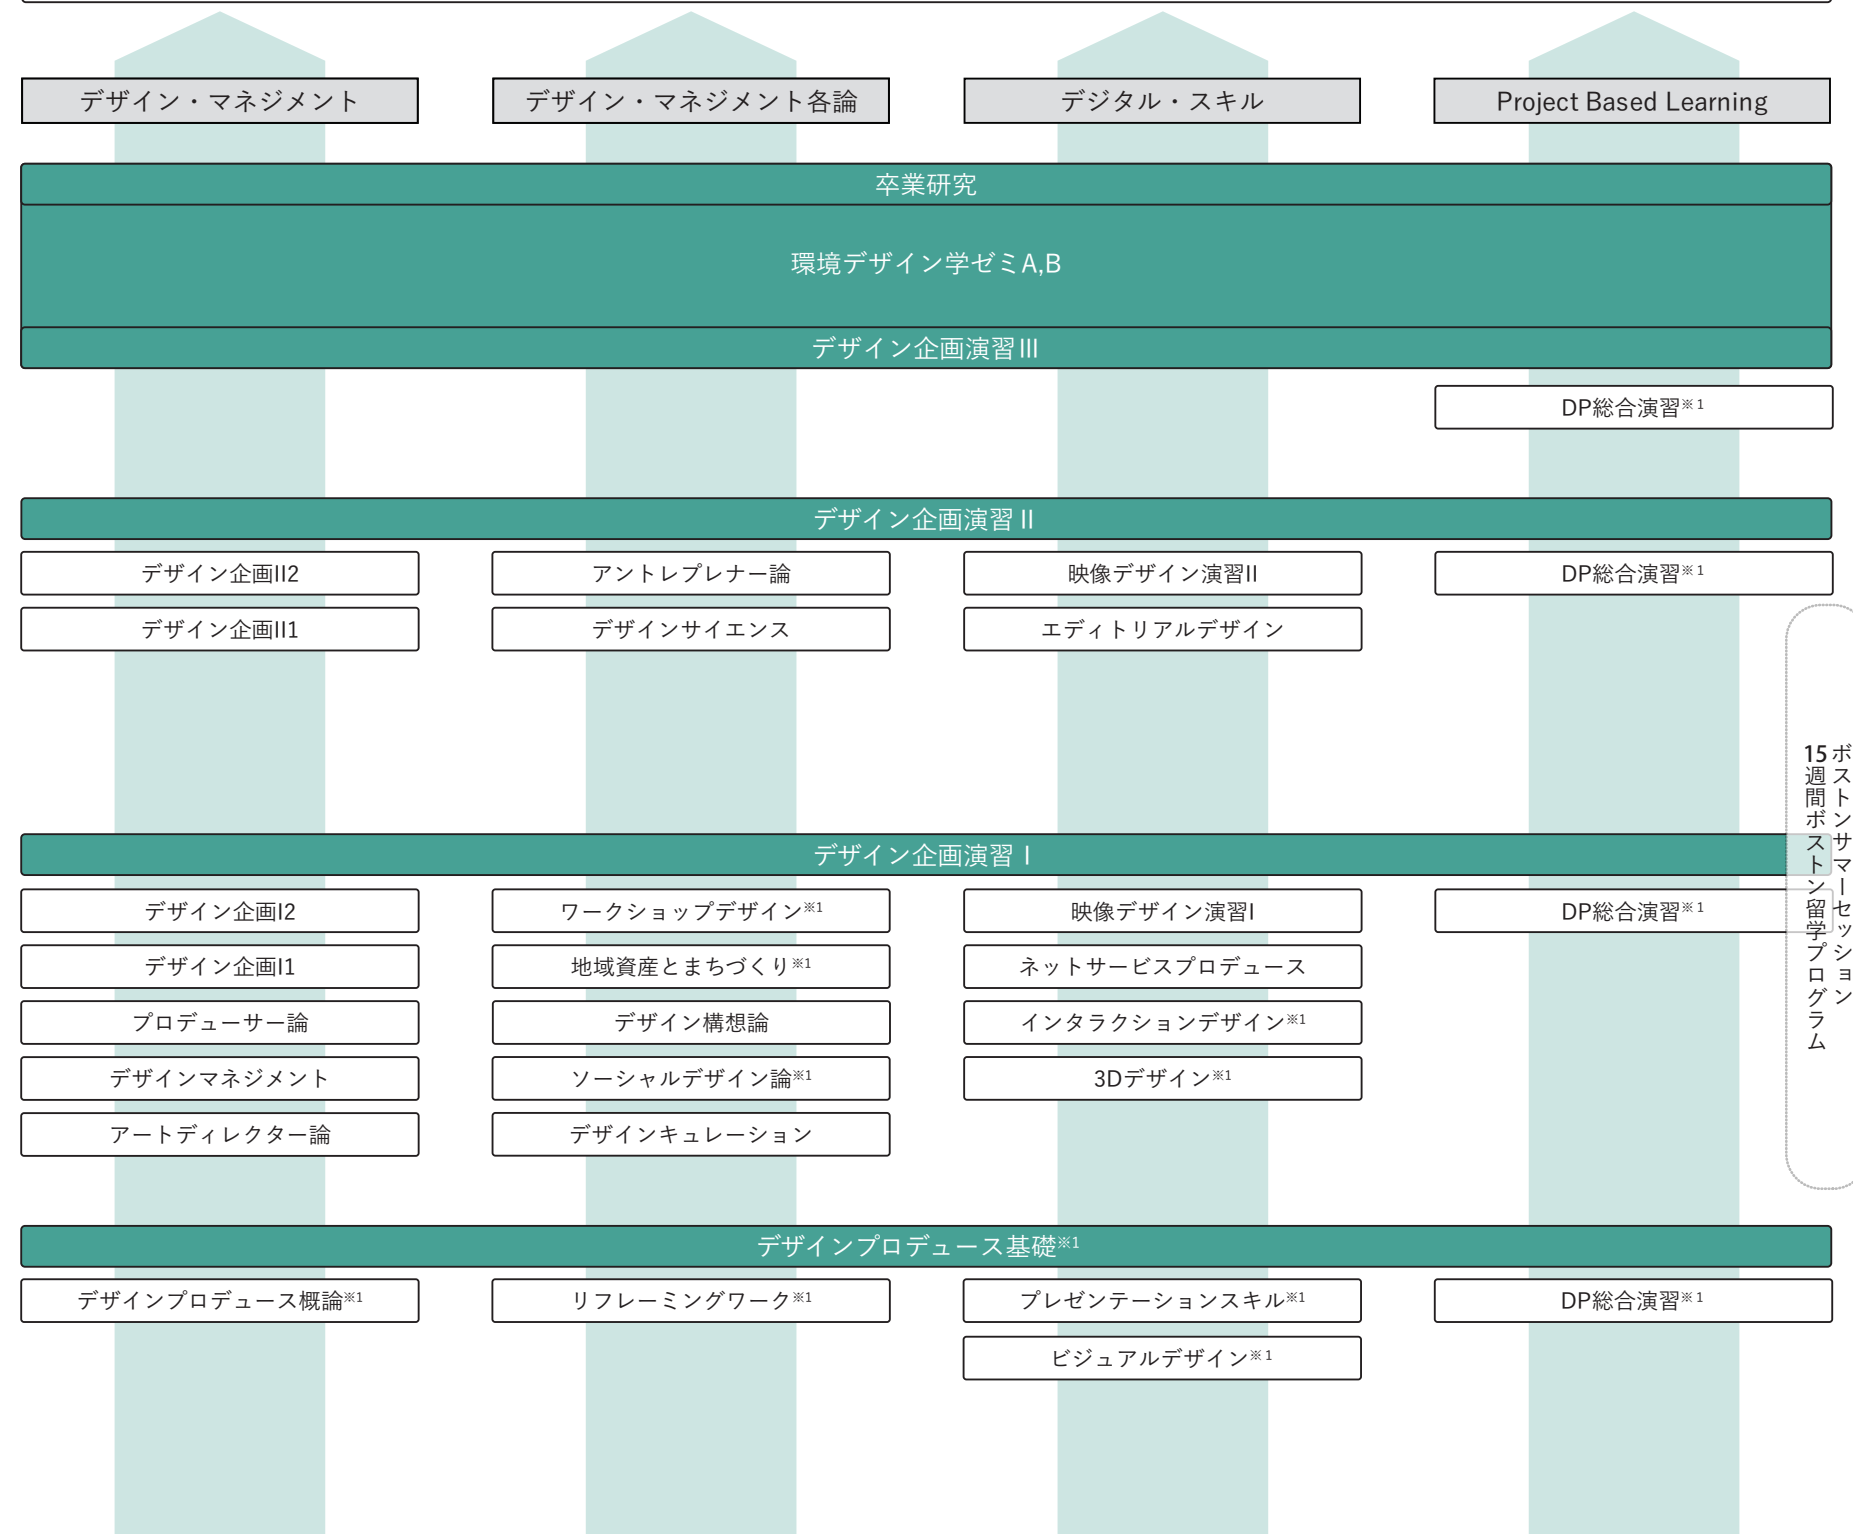 デザイン・マネジメント
デザイン・マネジメント各論
デジタル・スキル
Project Based Learning
卒業研究
環境デザイン学ゼミA,B
デザイン企画演習III
DP総合演習※1
デザイン企画演習II
デザイン企画II2
アントレプレナー論
映像デザイン演習II
DP総合演習※1
デザイン企画II1
デザインサイエンス
エディトリアルデザイン
ボストンサマーセッション
15週間ボストン留学プログラム
デザイン企画演習I
デザイン企画I2
ワークショップデザイン※1
映像デザイン演習I
DP総合演習※1
デザイン企画I1
地域資産とまちづくり※1
ネットサービスプロデュース
プロデューサー論
デザイン構想論
インタラクションデザイン※1
デザインマネジメント
ソーシャルデザイン論※1
3Dデザイン※1
アートディレクター論
デザインキュレーション
デザインプロデュース基礎※1
デザインプロデュース概論※1
リフレーミングワーク※1
プレゼンテーションスキル※1
DP総合演習※1
ビジュアルデザイン※1